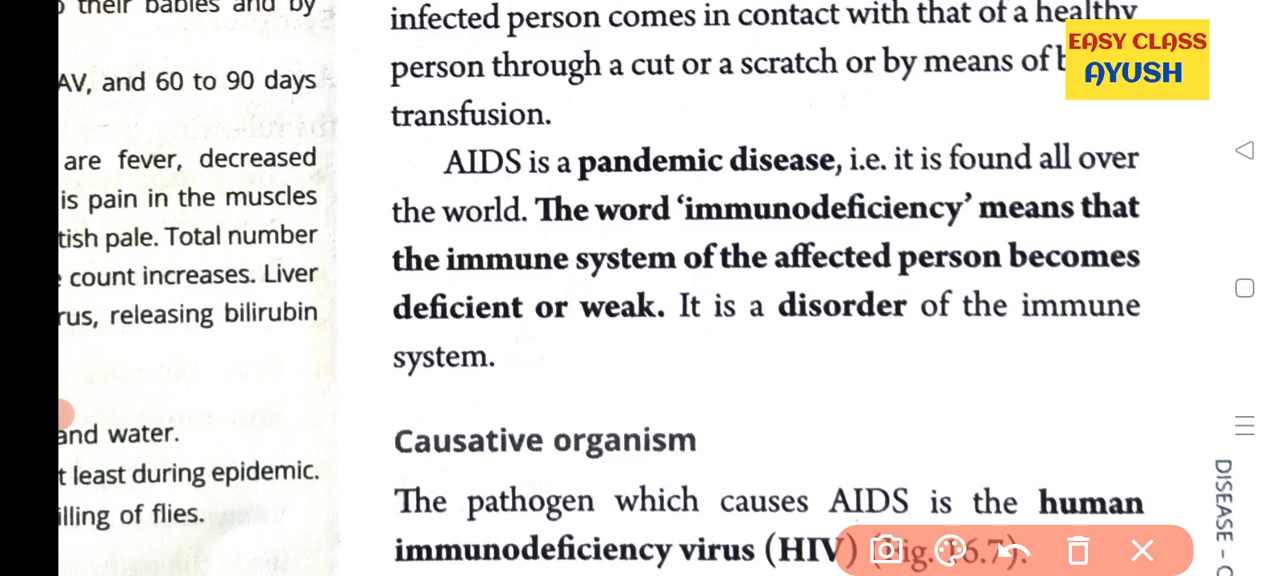 their babies and by
AV, and 60 to 90 days
are fever, decreased
is pain in the muscles
tish pale. Total number
count increases. Liver
rus, releasing bilirubin
and water.
t least during epidemic.
illing of flies.
infected person comes in contact with that of a healthy
person through a cut or a scratch or by means of
transfusion.
AIDS is a pandemic disease, i.e. it is found all over
the world. The word ‘immunodeficiency’ means that
the immune system of the affected person becomes
deficient or weak. It is a disorder of the immune
system.
Causative organism
The pathogen which causes AIDS is the human
immunodeficiency virus (HIV) (Fig. 16.7).
EASY CLASS
AYUSH
DISEASE –